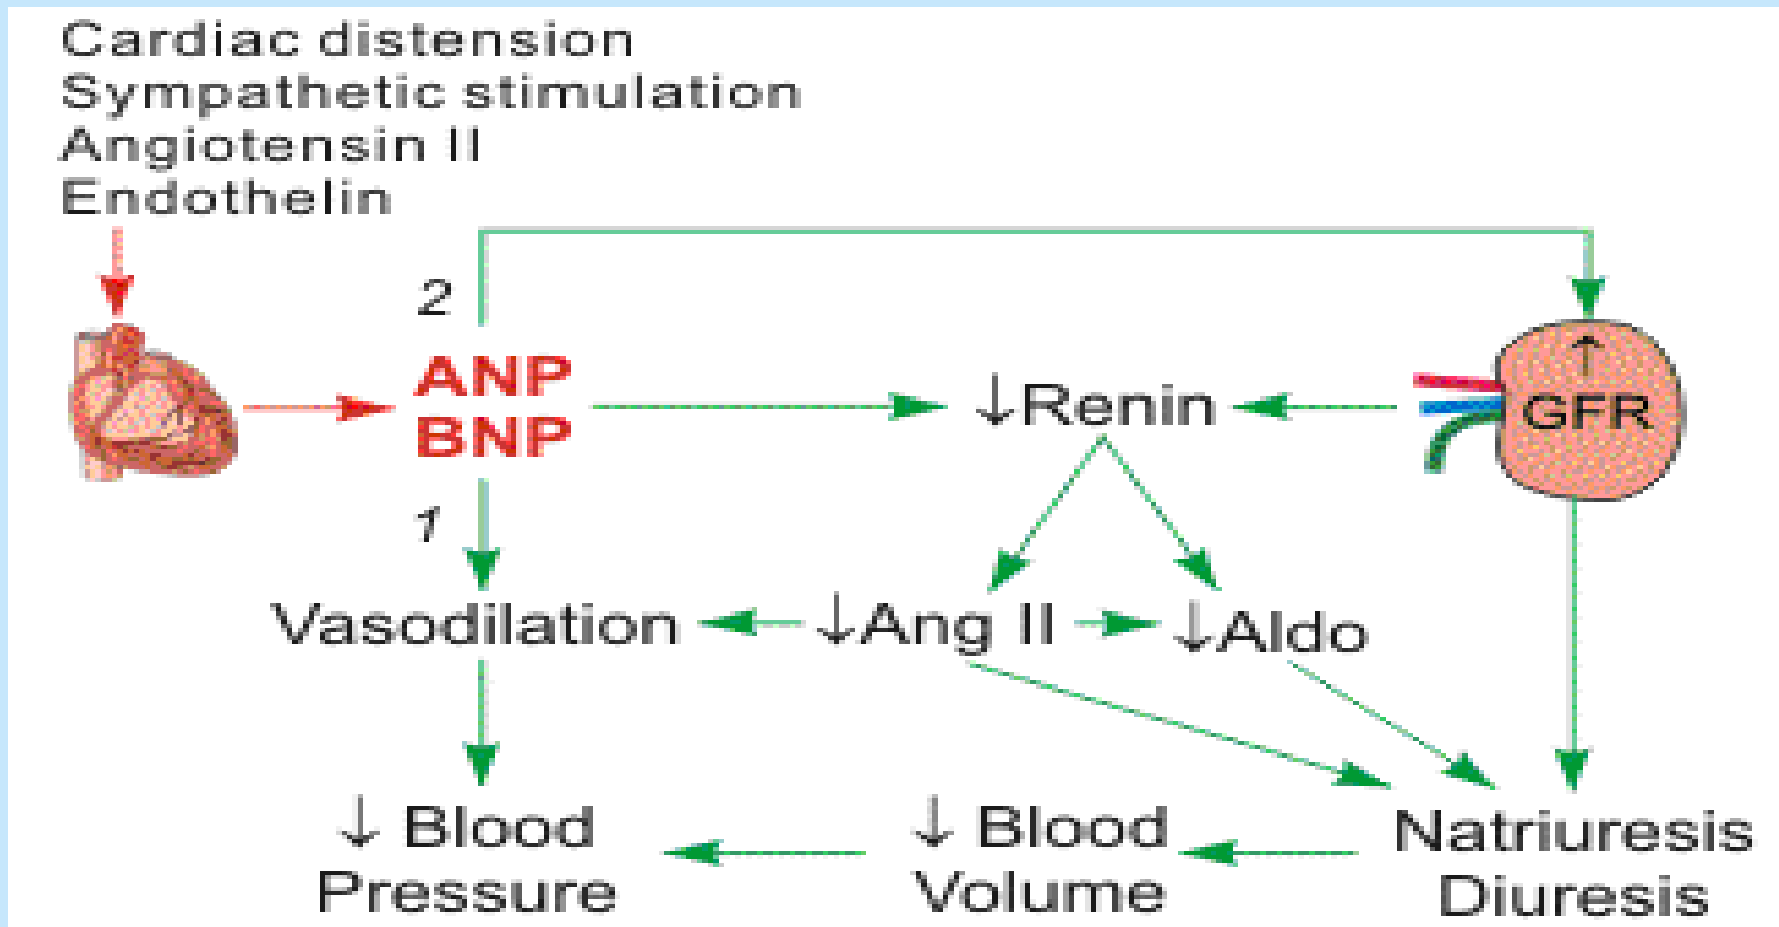 Cardiac distension
Sympathetic stimulation
Angiotensin II
Endothelin
2
ANP
BNP
↓Renin
↑
GFR
1
Vasodilation
↓Ang II
↓Aldo
↓ Blood
Pressure
↓ Blood
Volume
Natriuresis
Diuresis